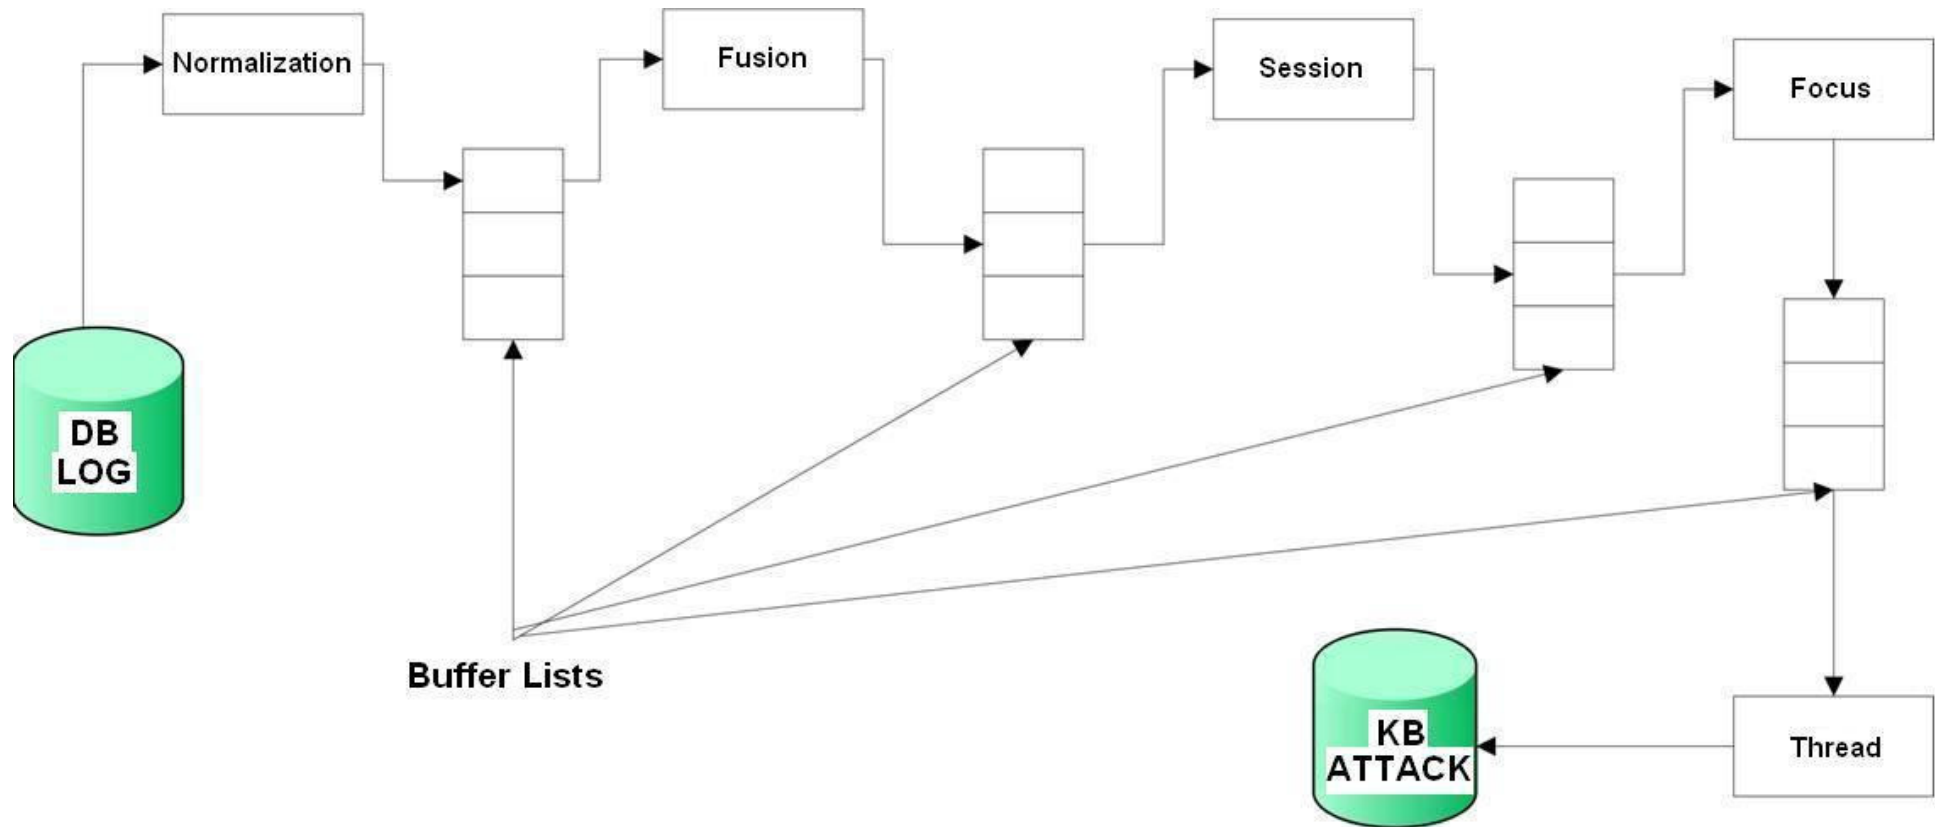 Normalization
Fusion
Session
Focus
DB
LOG
Buffer Lists
KB
ATTACK
Thread